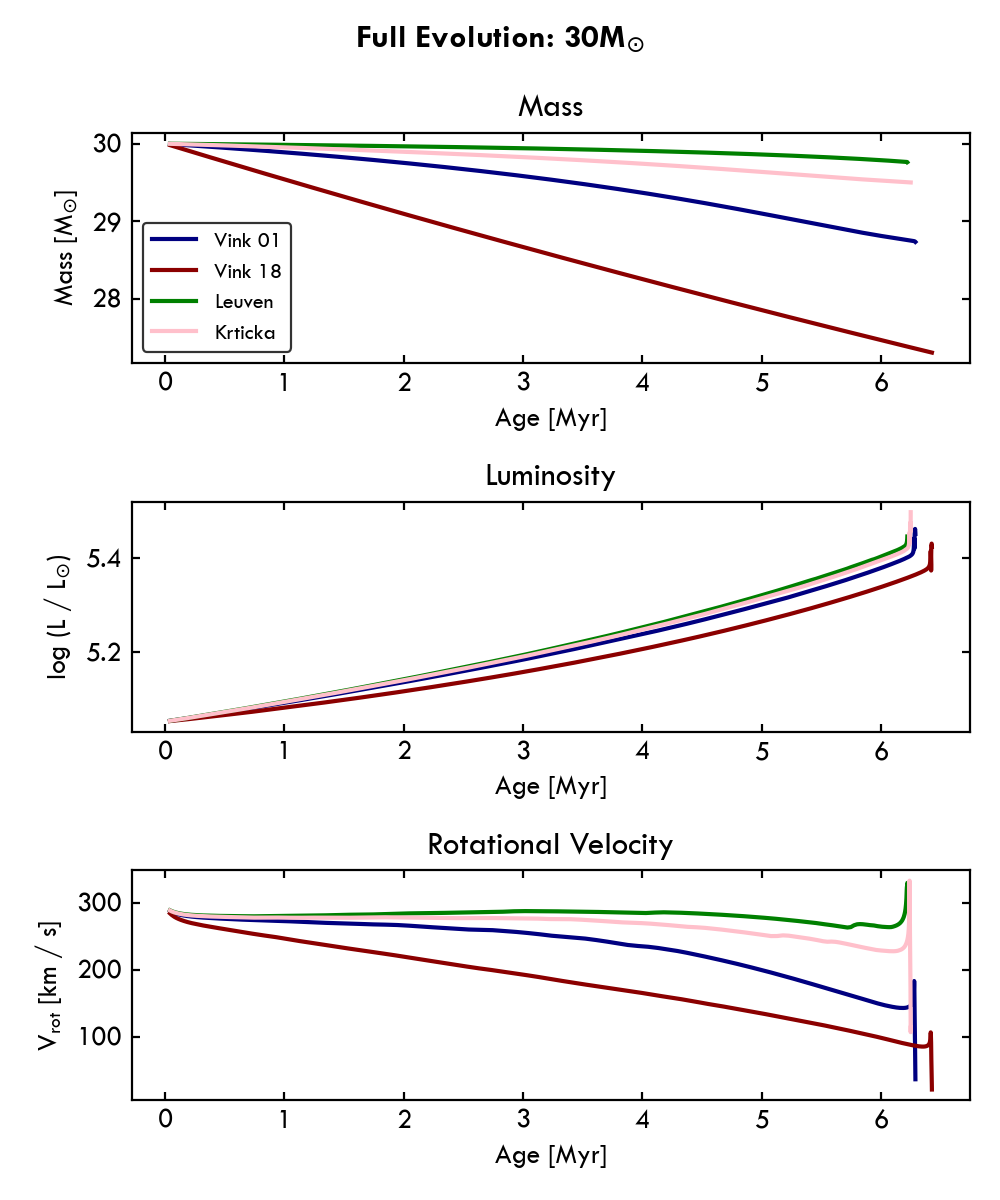 Full Evolution: 30M☉
Mass
30
29
28
Mass [M☉]
Vink 01
Vink 18
Leuven
Krticka
0 1 2 3 4 5 6
Age [Myr]
Luminosity
5.4
5.2
log (L / L☉)
0 1 2 3 4 5 6
Age [Myr]
Rotational Velocity
300
200
100
Vrot [km / s]
0 1 2 3 4 5 6
Age [Myr]